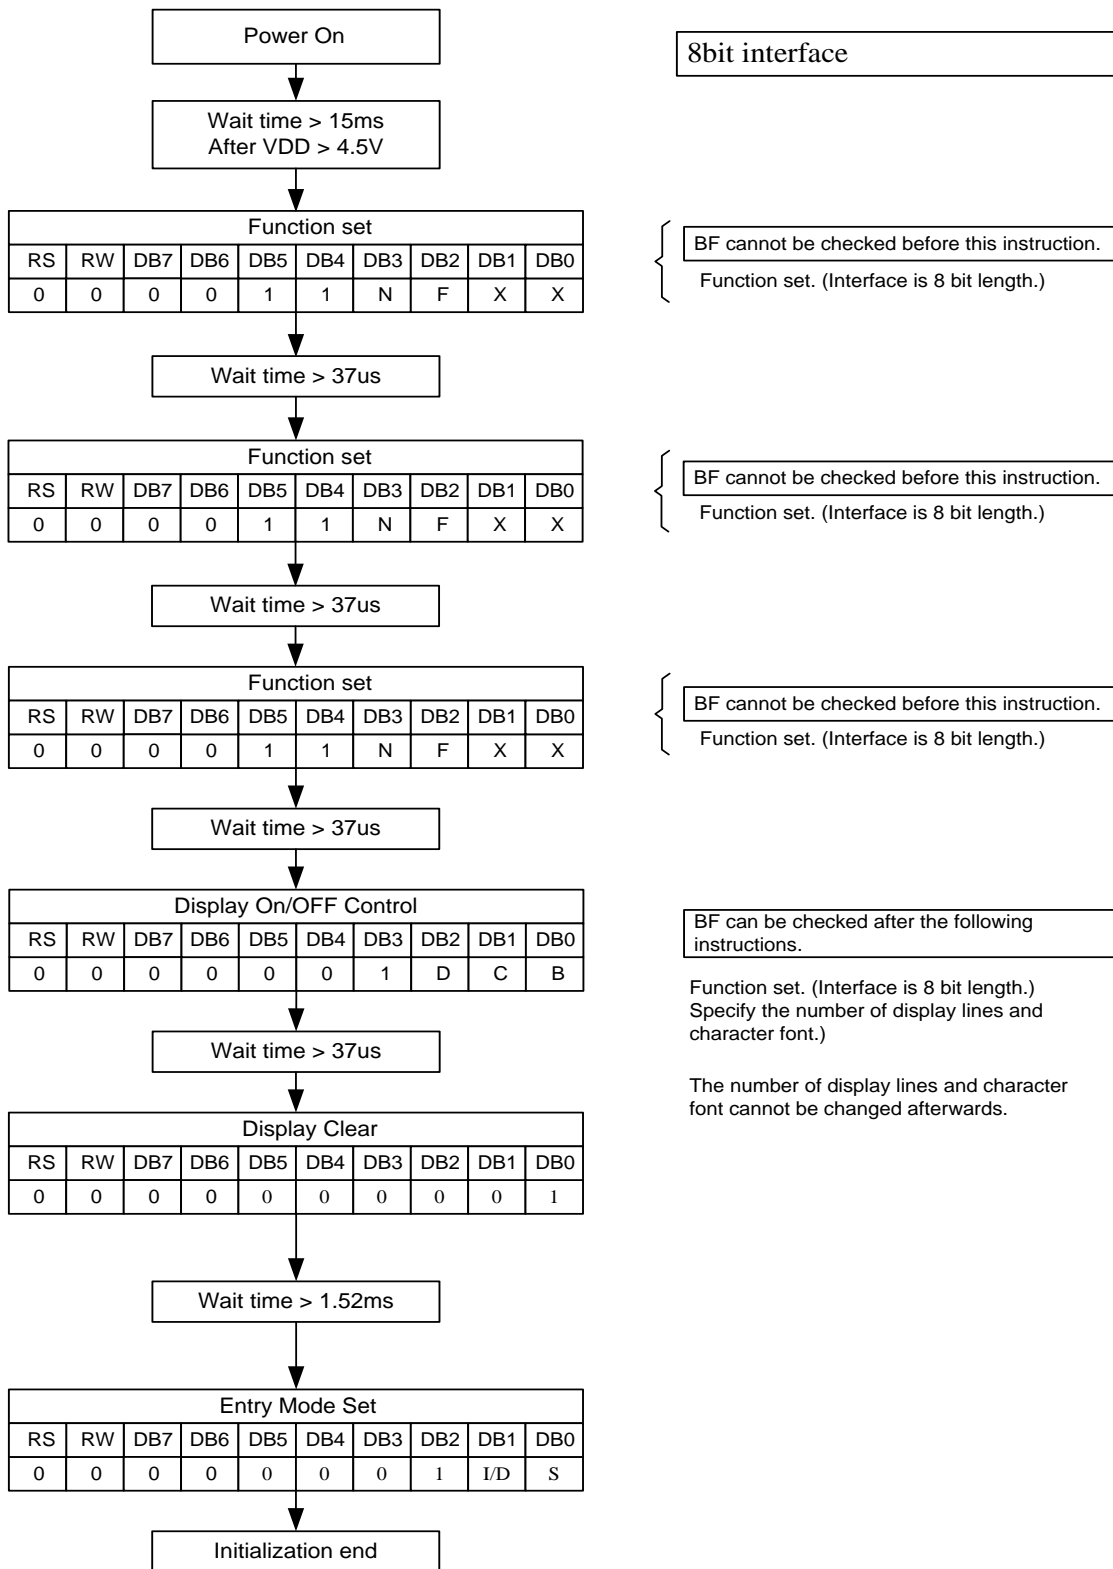 Power On
8bit interface
Wait time > 15ms
After VDD > 4.5V
Function set
RS RW DB7 DB6 DB5 DB4 DB3 DB2 DB1 DB0
0 0 0 0 1 1 N F X X
BF cannot be checked before this instruction.
Function set. (Interface is 8 bit length.)
Wait time > 37us
Function set
RS RW DB7 DB6 DB5 DB4 DB3 DB2 DB1 DB0
0 0 0 0 1 1 N F X X
BF cannot be checked before this instruction.
Function set. (Interface is 8 bit length.)
Wait time > 37us
Function set
RS RW DB7 DB6 DB5 DB4 DB3 DB2 DB1 DB0
0 0 0 0 1 1 N F X X
BF cannot be checked before this instruction.
Function set. (Interface is 8 bit length.)
Wait time > 37us
Display On/OFF Control
RS RW DB7 DB6 DB5 DB4 DB3 DB2 DB1 DB0
0 0 0 0 0 0 1 D C B
BF can be checked after the following
instructions.
Function set. (Interface is 8 bit length.)
Specify the number of display lines and
character font.)
Wait time > 37us
The number of display lines and character
font cannot be changed afterwards.
Display Clear
RS RW DB7 DB6 DB5 DB4 DB3 DB2 DB1 DB0
0 0 0 0 0 0 0 0 0 1
Wait time > 1.52ms
Entry Mode Set
RS RW DB7 DB6 DB5 DB4 DB3 DB2 DB1 DB0
0 0 0 0 0 0 0 1 I/D S
Initialization end